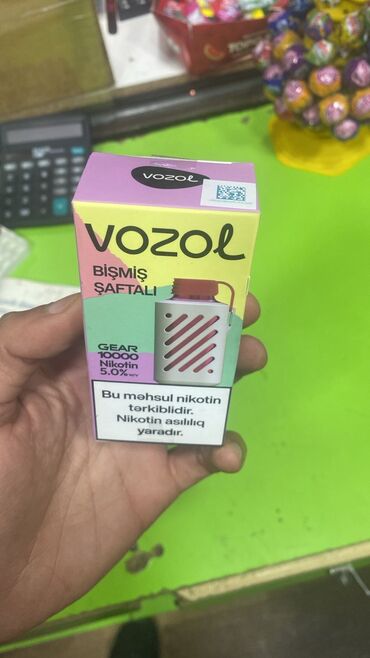 VOZOL
VOZOL
BİŞMİŞ
ŞAFTALI
GEAR
10000
Nikotin
5.0%
Bu məhsul nikotin
tərkiblidir.
Nikotin asılılıq
yaradır.